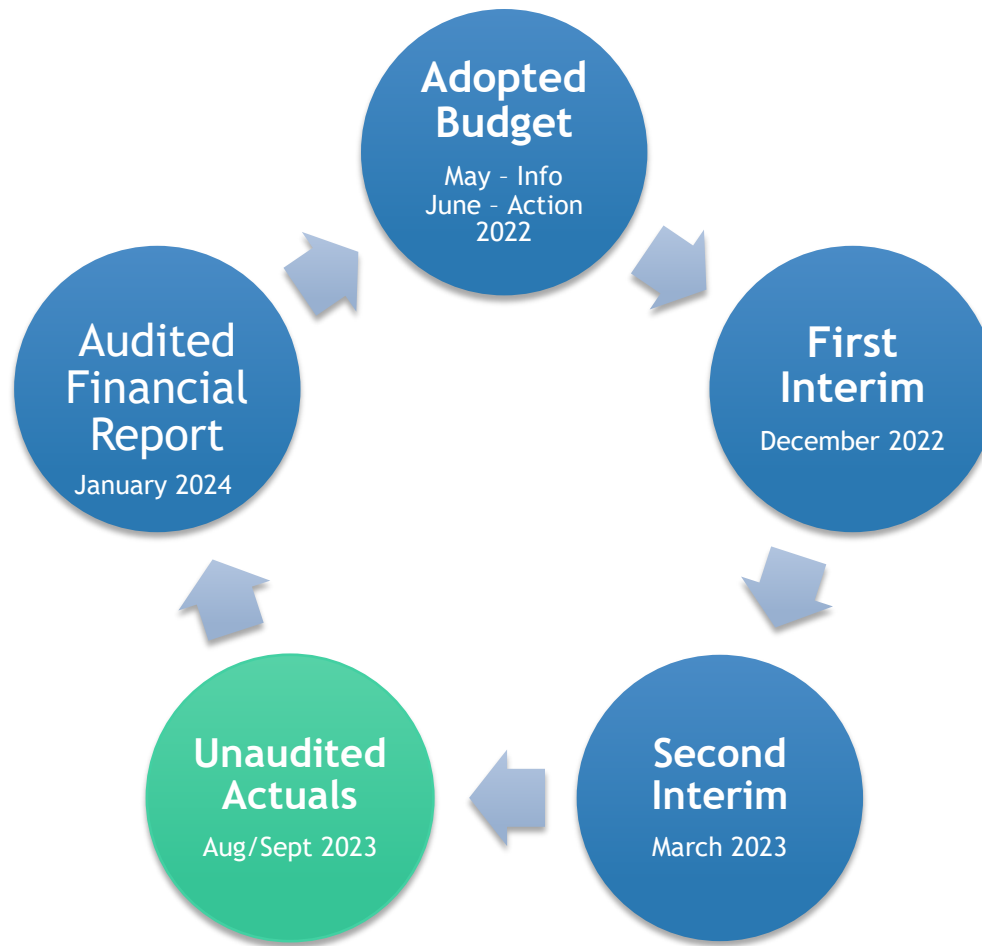 Adopted
Budget
May – Info
June – Action
2022
First
Interim
December 2022
Second
Interim
March 2023
Unaudited
Actuals
Aug/Sept 2023
Audited
Financial
Report
January 2024